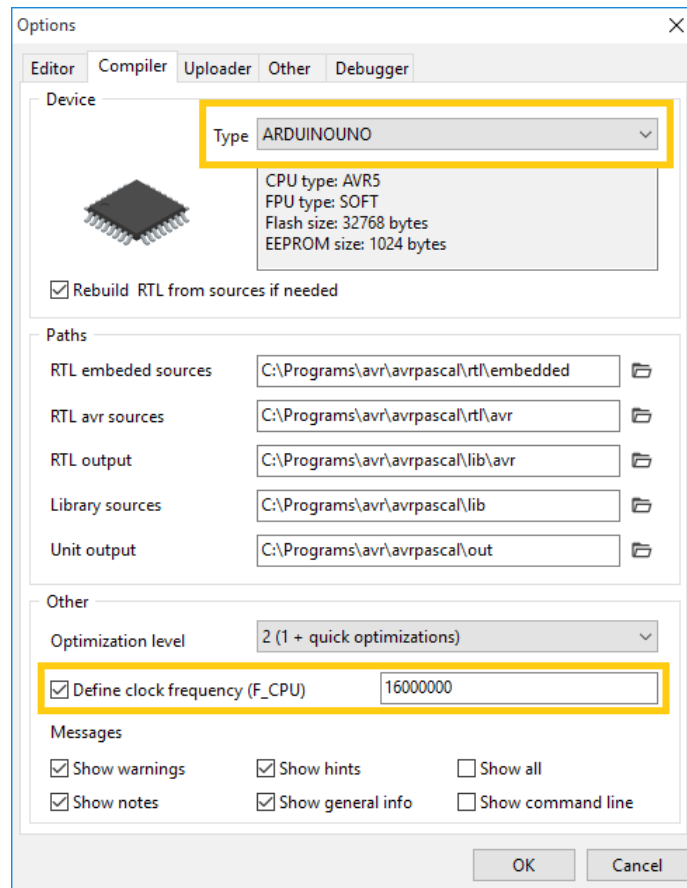 Options
Editor Compiler Uploader Other Debugger
Device
Type ARDUINOUNO
CPU type: AVR5
FPU type: SOFT
Flash size: 32768 bytes
EEPROM size: 1024 bytes
Rebuild RTL from sources if needed
Paths
RTL embeded sources C:\Programs\avr\avrpascal\rtl\embedded
RTL avr sources C:\Programs\avr\avrpascal\rtl\avr
RTL output C:\Programs\avr\avrpascal\lib\avr
Library sources C:\Programs\avr\avrpascal\lib
Unit output C:\Programs\avr\avrpascal\out
Other
Optimization level 2 (1 + quick optimizations)
Define clock frequency (F_CPU) 16000000
Messages
Show warnings Show hints Show all
Show notes Show general info Show command line
OK Cancel